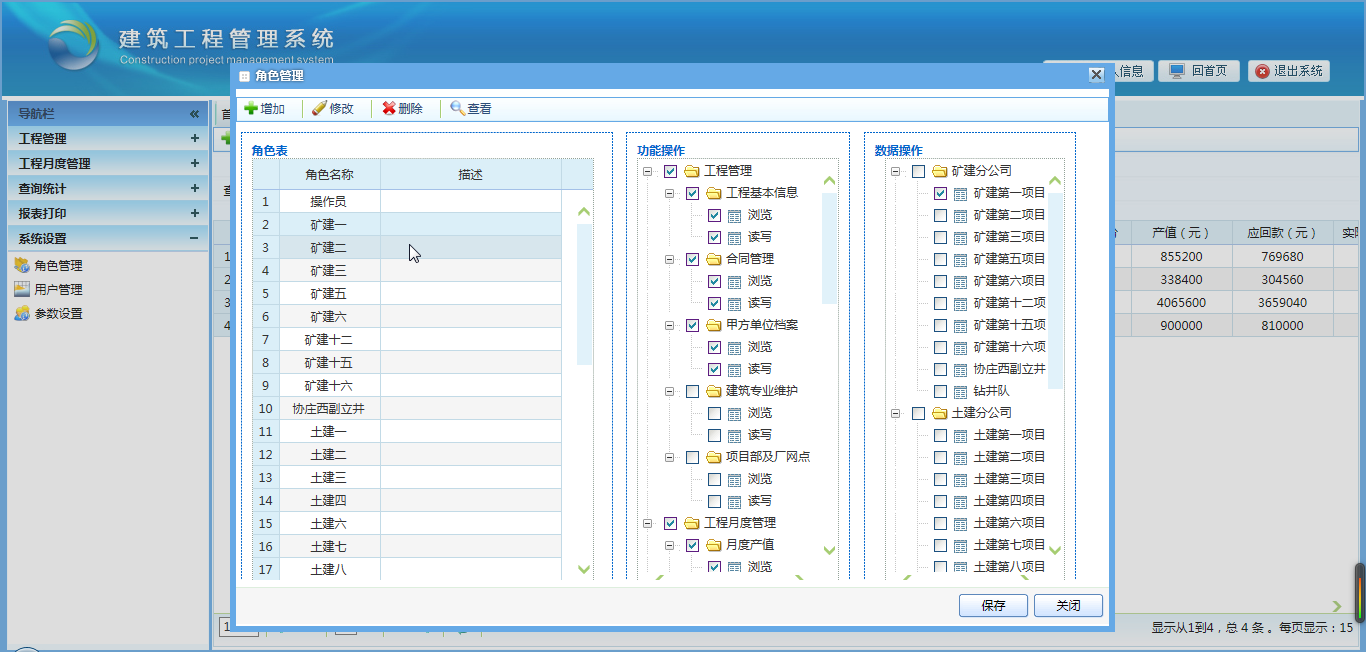 建筑工程管理系统
Construction project management system
人信息
回首页
退出系统
角色管理
增加
修改
删除
查看
导航栏
工程管理
工程月度管理
查询统计
报表打印
系统设置
角色管理
用户管理
参数设置
角色表
角色名称 描述
1 操作员
2 矿建一
3 矿建二
4 矿建三
5 矿建五
6 矿建六
7 矿建十二
8 矿建十五
9 矿建十六
10 协庄西副立井
11 土建一
12 土建二
13 土建三
14 土建四
15 土建六
16 土建七
17 土建八
功能操作
工程管理
工程基本信息
浏览
读写
合同管理
浏览
读写
甲方单位档案
浏览
读写
建筑专业维护
浏览
读写
项目部及厂网点
浏览
读写
工程月度管理
月度产值
浏览
数据操作
矿建分公司
矿建第一项目
矿建第二项目
矿建第三项目
矿建第五项目
矿建第六项目
矿建第十二项
矿建第十五项
矿建第十六项
协庄西副立井
钻井队
土建分公司
土建第一项目
土建第二项目
土建第三项目
土建第四项目
土建第六项目
土建第七项目
土建第八项目
产值（元） 应回款（元）
1 855200 769680
2 338400 304560
3 4065600 3659040
4 900000 810000
保存
关闭
显示从1到4，总 4 条 。每页显示：15